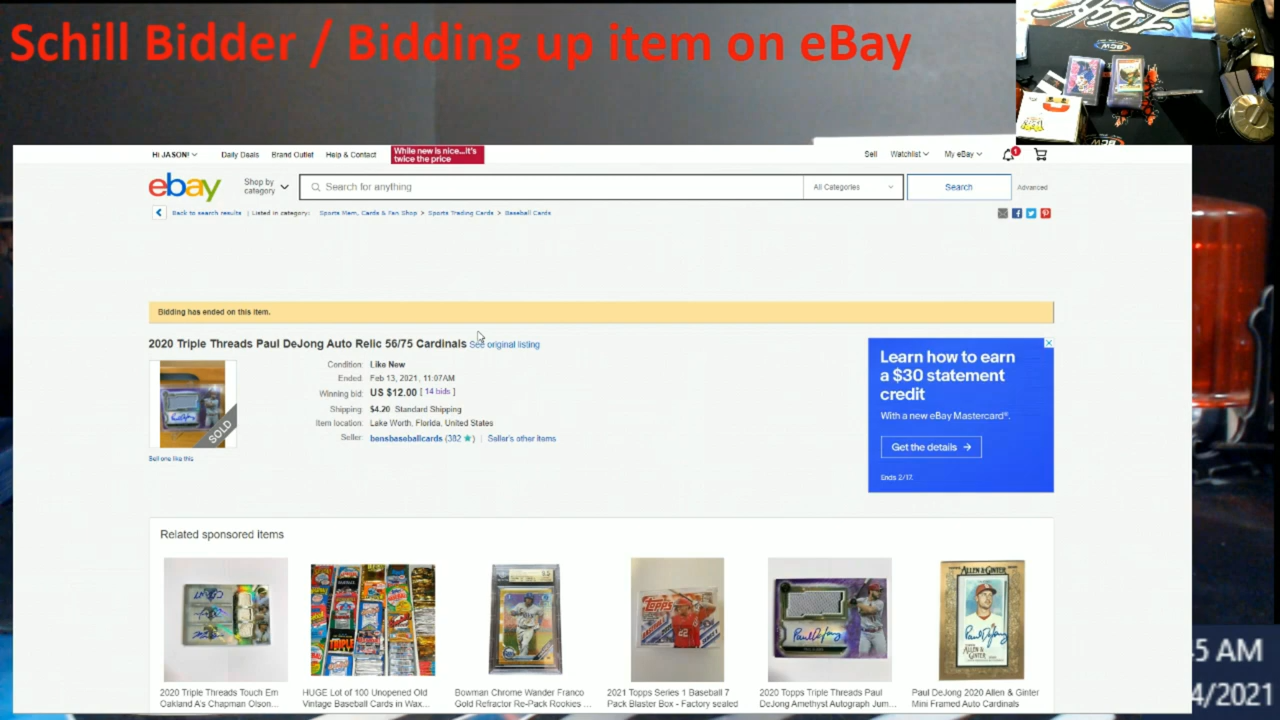 Schill Bidder / Bidding up item on eBay
Hi JASON!
Daily Deals
Brand Outlet
Help & Contact
While new is nice...it's
twice the price
Sell
Watchlist
My eBay
1
ebay
Shop by
category
Search for anything
All Categories
Search
Advanced
Back to search results | Listed in category: Sports Mem, Cards & Fan Shop > Sports Trading Cards > Baseball Cards
Bidding has ended on this item.
2020 Triple Threads Paul DeJong Auto Relic 56/75 Cardinals See original listing
SOLD
Sell one like this
Condition: Like New
Ended: Feb 13, 2021, 11:07AM
Winning bid: US $12.00 [ 14 bids ]
Shipping: $4.20 Standard Shipping
Item location: Lake Worth, Florida, United States
Seller: bensbaseballcards (382 ★) | Seller's other items
Learn how to earn
a $30 statement
credit
With a new eBay Mastercard®.
Get the details →
Ends 2/17.
Related sponsored items
2020 Triple Threads Touch Em
Oakland A's Chapman Olson...
HUGE Lot of 100 Unopened Old
Vintage Baseball Cards in Wax...
Bowman Chrome Wander Franco
Gold Refractor Re-Pack Rookies ...
TOPPS
2021 Topps Series 1 Baseball 7
Pack Blaster Box - Factory sealed
2020 Topps Triple Threads Paul
DeJong Amethyst Autograph Jum...
ALLEN & GINTER
Paul DeJong 2020 Allen & Ginter
Mini Framed Auto Cardinals
5 AM
4/2021